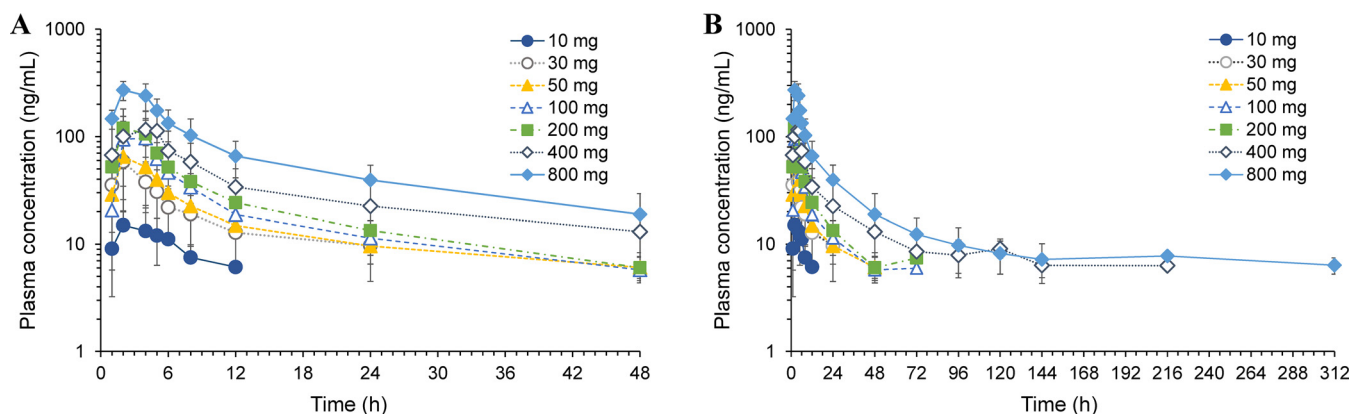 A
Plasma concentration (ng/mL)
1000
100
10
1
10 mg
30 mg
50 mg
100 mg
200 mg
400 mg
800 mg
0 6 12 18 24 30 36 42 48
Time (h)
B
Plasma concentration (ng/mL)
1000
100
10
1
10 mg
30 mg
50 mg
100 mg
200 mg
400 mg
800 mg
0 24 48 72 96 120 144 168 192 216 240 264 288 312
Time (h)